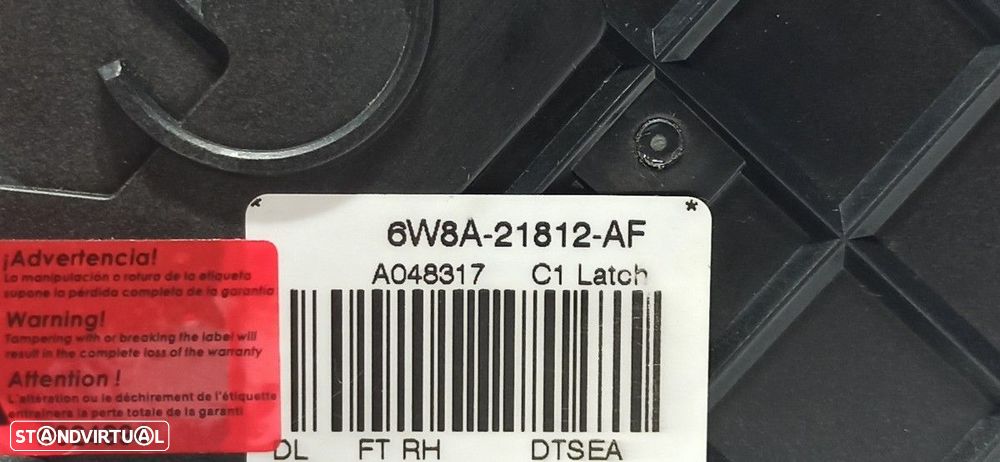 6W8A-21812-AF
A048317 C1 Latch
DL FT RH DTSEA
¡Advertencia!
La manipulación o rotura de la etiqueta
supone la pérdida completa de la garantía
Warning!
Tampering with or breaking the label will
result in the complete loss of the warranty
Attention !
L'altération ou le déchirement de l'étiquette
entraînera la perte totale de la garanti
STANDVIRTUAL